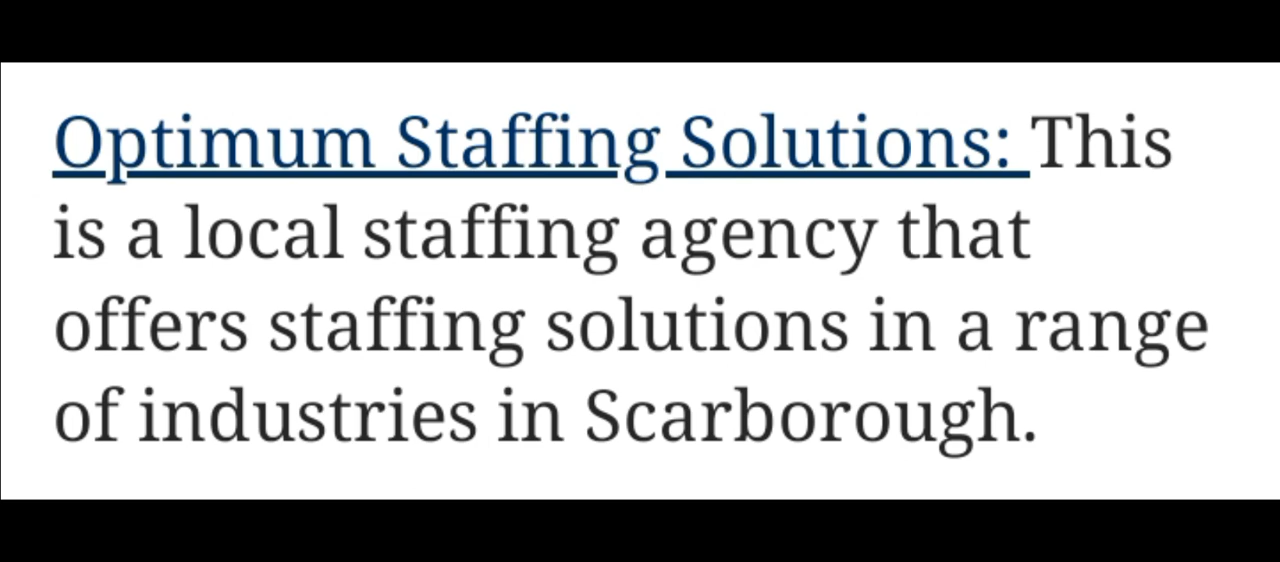 Optimum Staffing Solutions: This
is a local staffing agency that
offers staffing solutions in a range
of industries in Scarborough.